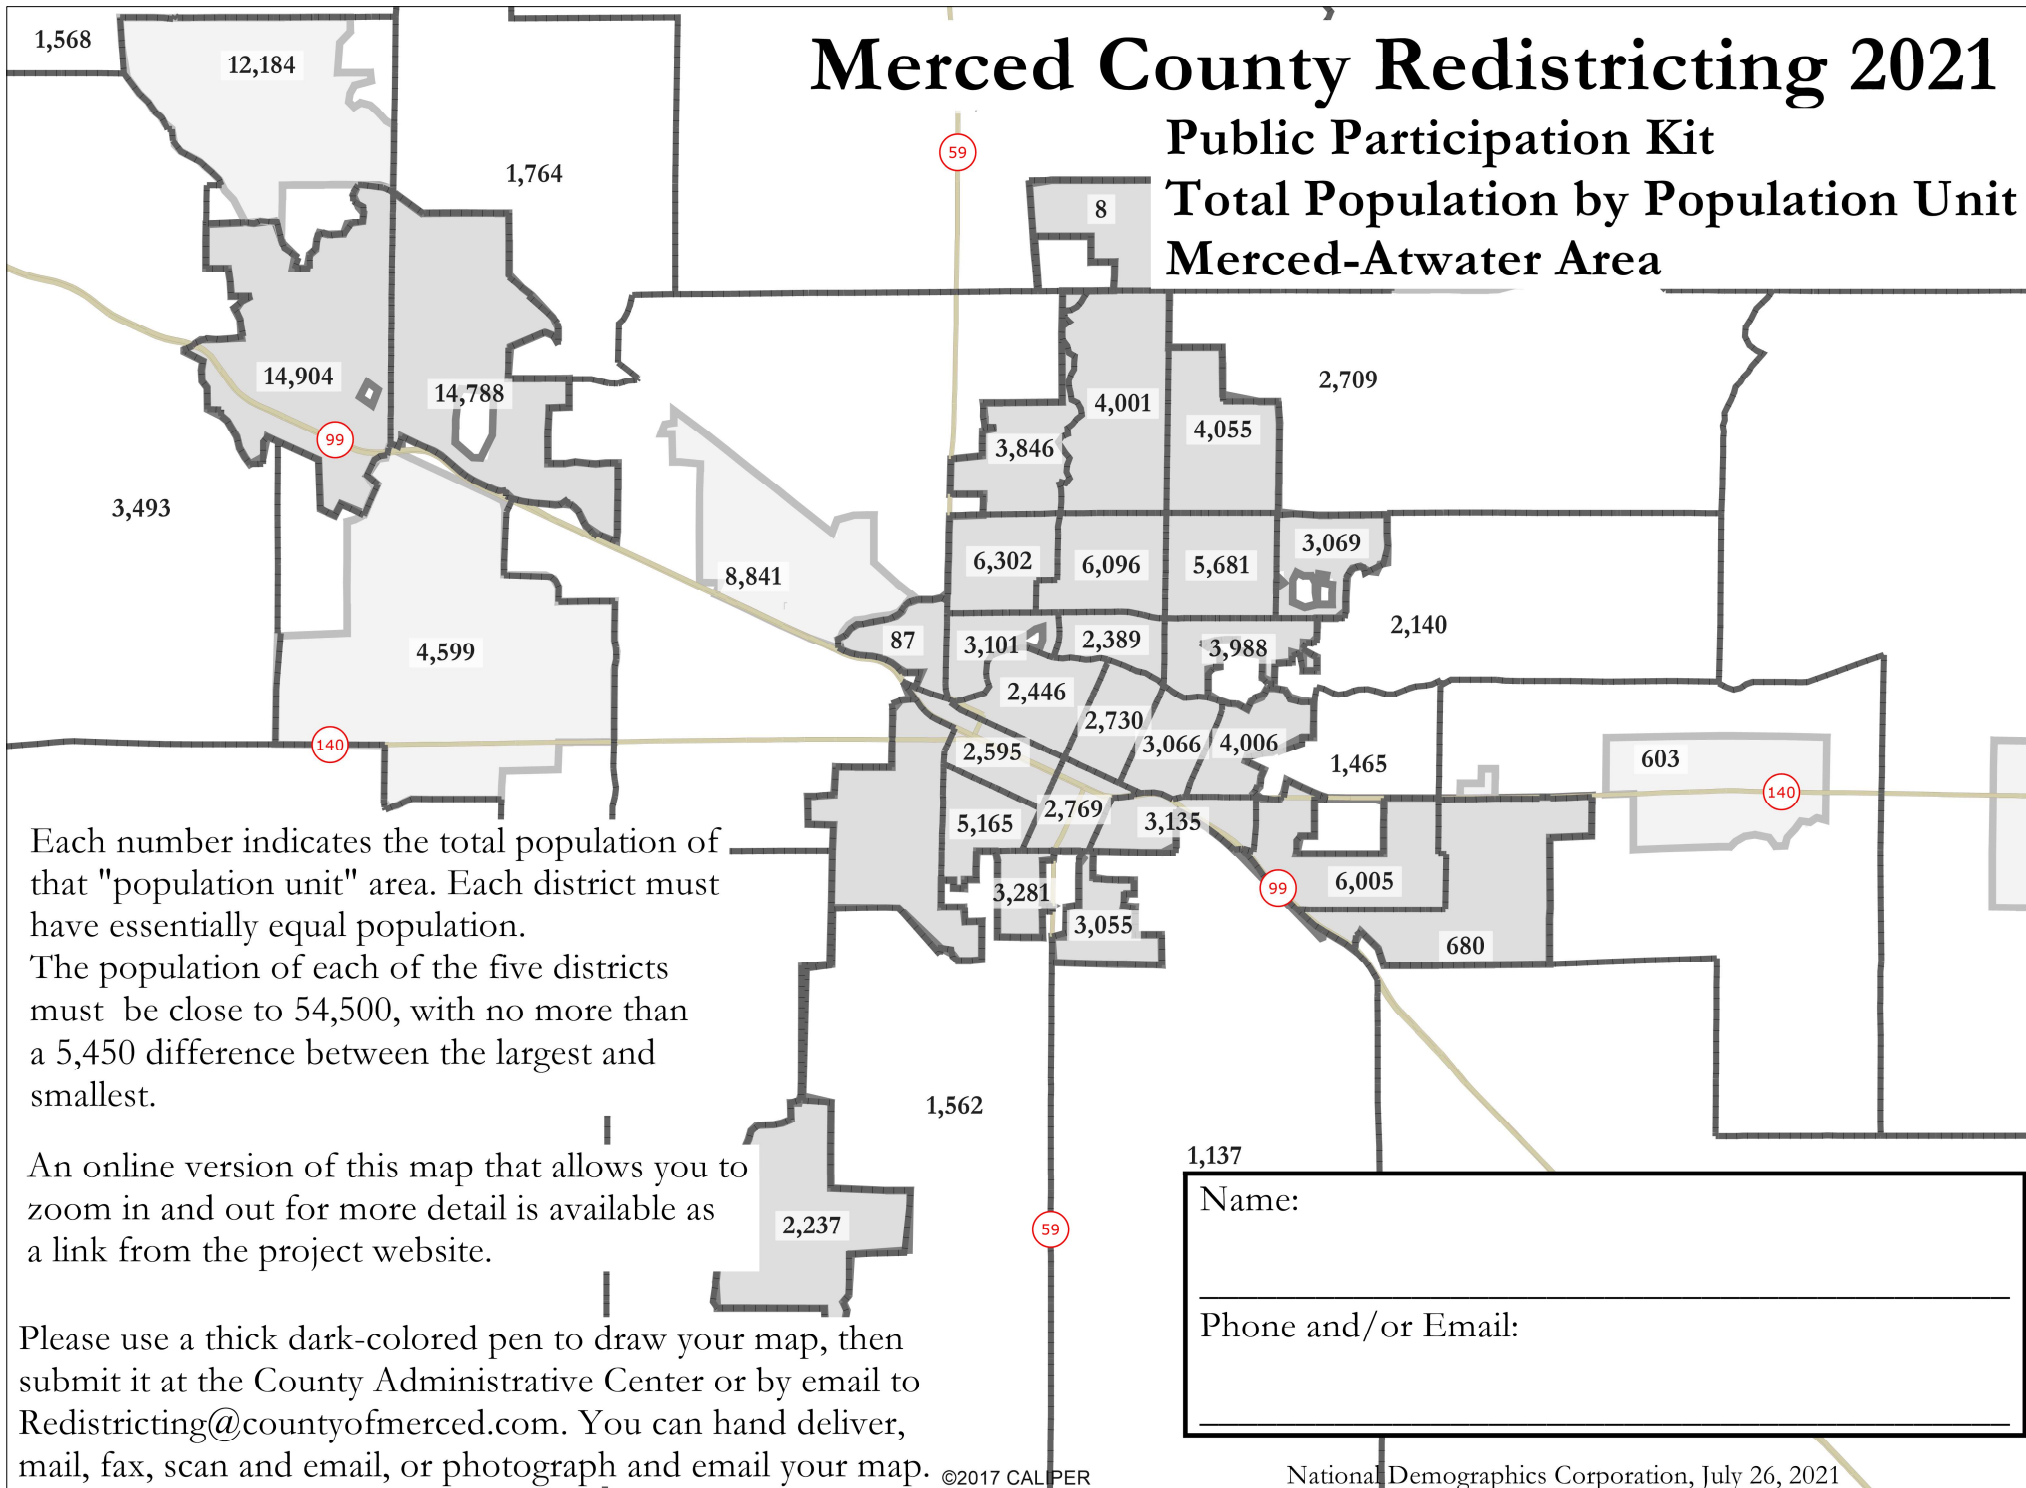 Merced County Redistricting 2021
Public Participation Kit
Total Population by Population Unit
Merced-Atwater Area
1,568
12,184
1,764
59
8
14,904
14,788
99
2,709
4,001
4,055
3,846
3,493
6,302
6,096
5,681
3,069
8,841
4,599
87
3,101
2,389
3,988
2,140
2,446
2,730
3,066
4,006
2,595
140
1,465
603
140
2,769
5,165
3,135
3,281
3,055
99
6,005
680
Each number indicates the total population of
that "population unit" area. Each district must
have essentially equal population.
The population of each of the five districts
must be close to 54,500, with no more than
a 5,450 difference between the largest and
smallest.
1,562
1,137
An online version of this map that allows you to
zoom in and out for more detail is available as
a link from the project website.
2,237
59
Name:
Phone and/or Email:
Please use a thick dark-colored pen to draw your map, then
submit it at the County Administrative Center or by email to
Redistricting@countyofmerced.com. You can hand deliver,
mail, fax, scan and email, or photograph and email your map.
©2017 CALIPER
National Demographics Corporation, July 26, 2021